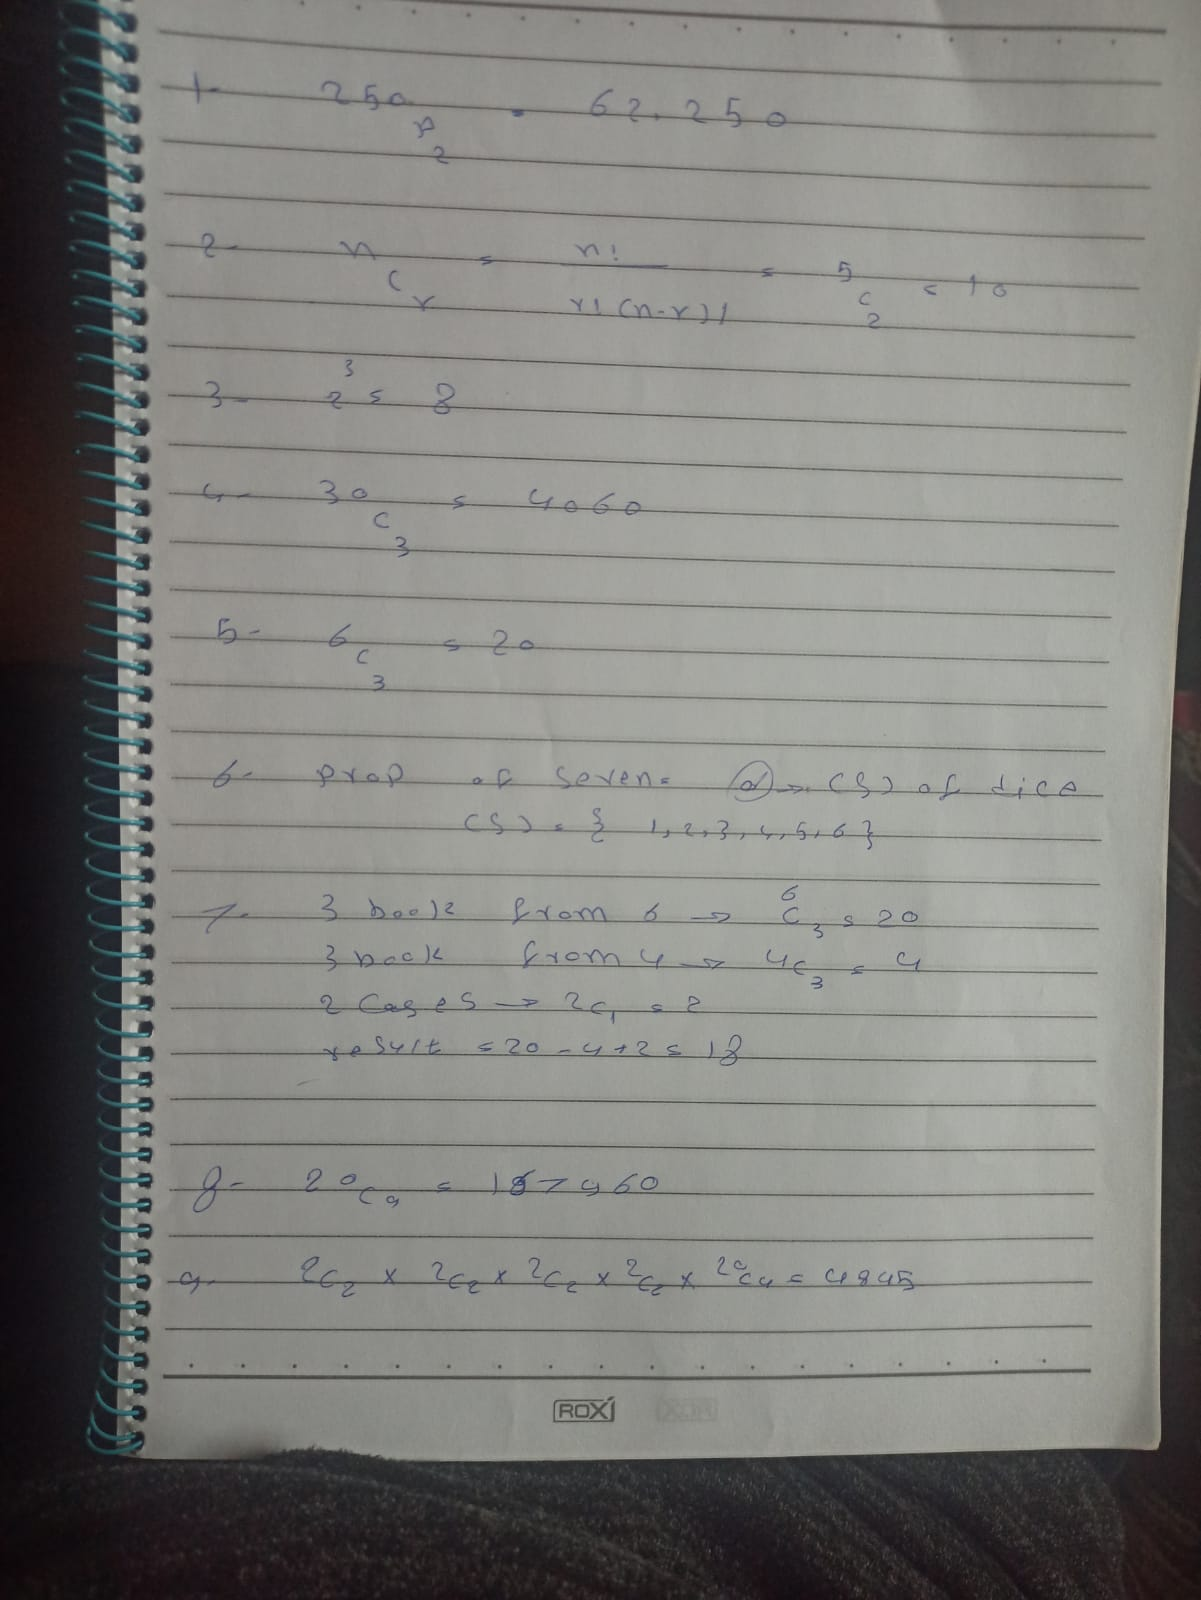 1- 250P2 = 62.250
2- nCr = n! / r!(n-r)! = 5C2 = 10
3- 2³ = 8
4- 30C3 = 4060
5- 6C3 = 20
6- prop of seven= → (S) of dice
(S) = { 1, 2, 3, 4, 5, 6 }
7- 3 book from 6 → 6C3 = 20
3 book from 4 → 4C3 = 4
2 Cases → 2C1 = 2
result = 20 - 4 + 2 = 18
8- 20C9 = 167960
9- 2C2 × 2C2 × 2C2 × 2C2 × 20C4 = 4845
ROXI